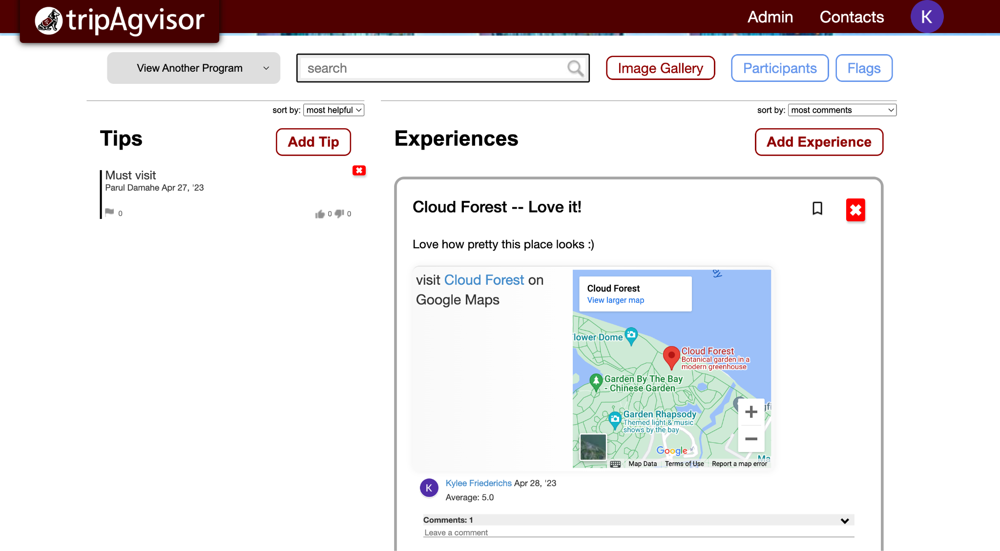 tripAgvisor
Admin
Contacts
K
View Another Program
search
Image Gallery
Participants
Flags
sort by: most helpful
sort by: most comments
Tips
Add Tip
Experiences
Add Experience
Must visit
Parul Damahe Apr 27, '23
0
0
0
Cloud Forest -- Love it!
Love how pretty this place looks :)
visit Cloud Forest on
Google Maps
Cloud Forest
View larger map
ay
lower Dome
Cloud Forest
Botanical garden in a
modern greenhouse
Garden By The Bay
- Chinese Garden
Garden Rhapsody
Themed light & music
shows by the bay
Google
Ma
Map Data
Terms of Use
Report a map error
K
Kylee Friederichs Apr 28, '23
Average: 5.0
Comments: 1
Leave a comment